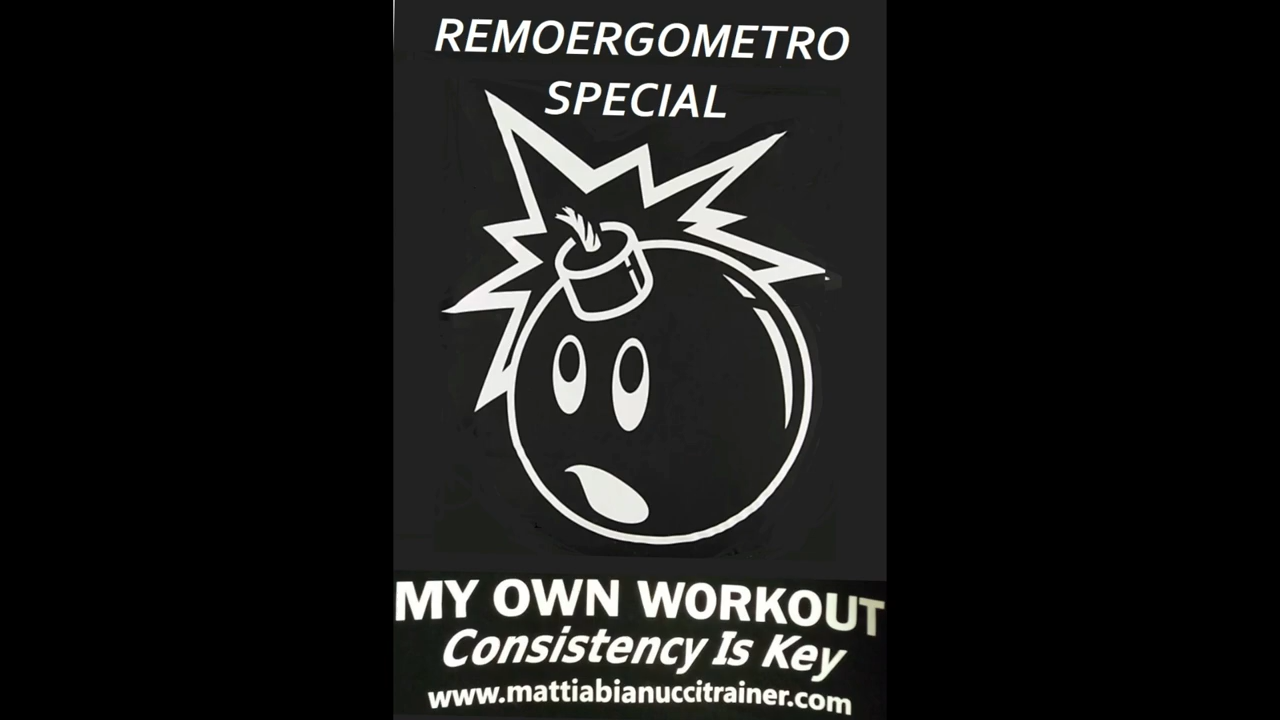 REMOERGOMETRO
SPECIAL
MY OWN WORKOUT
Consistency Is Key
www.mattiabianuccitrainer.com